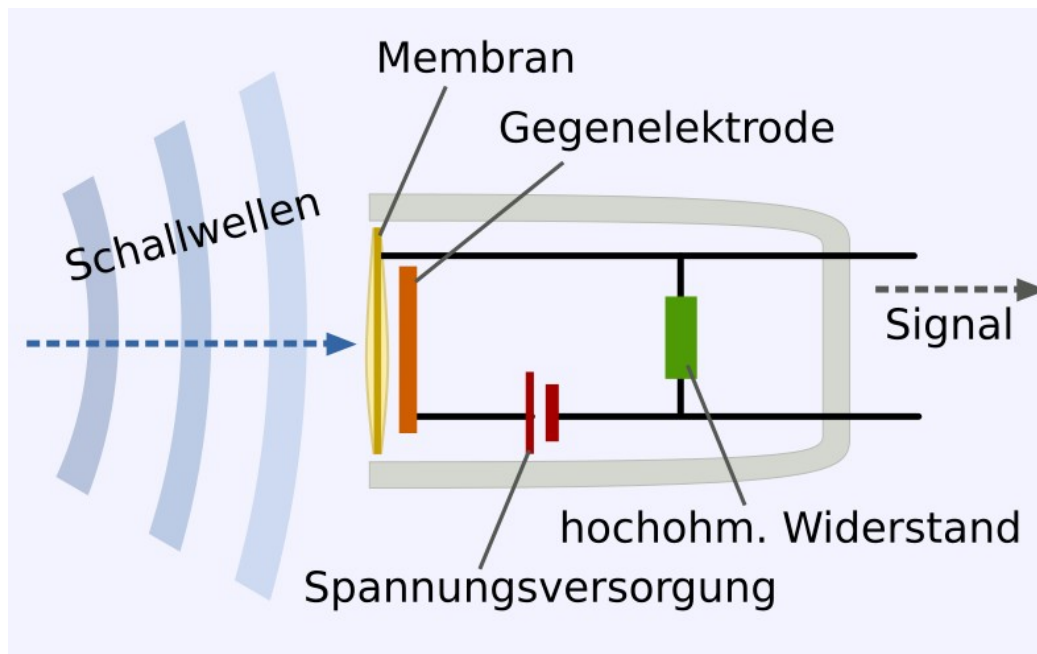 Membran
Gegenelektrode
Schallwellen
Signal
hochohm. Widerstand
Spannungsversorgung